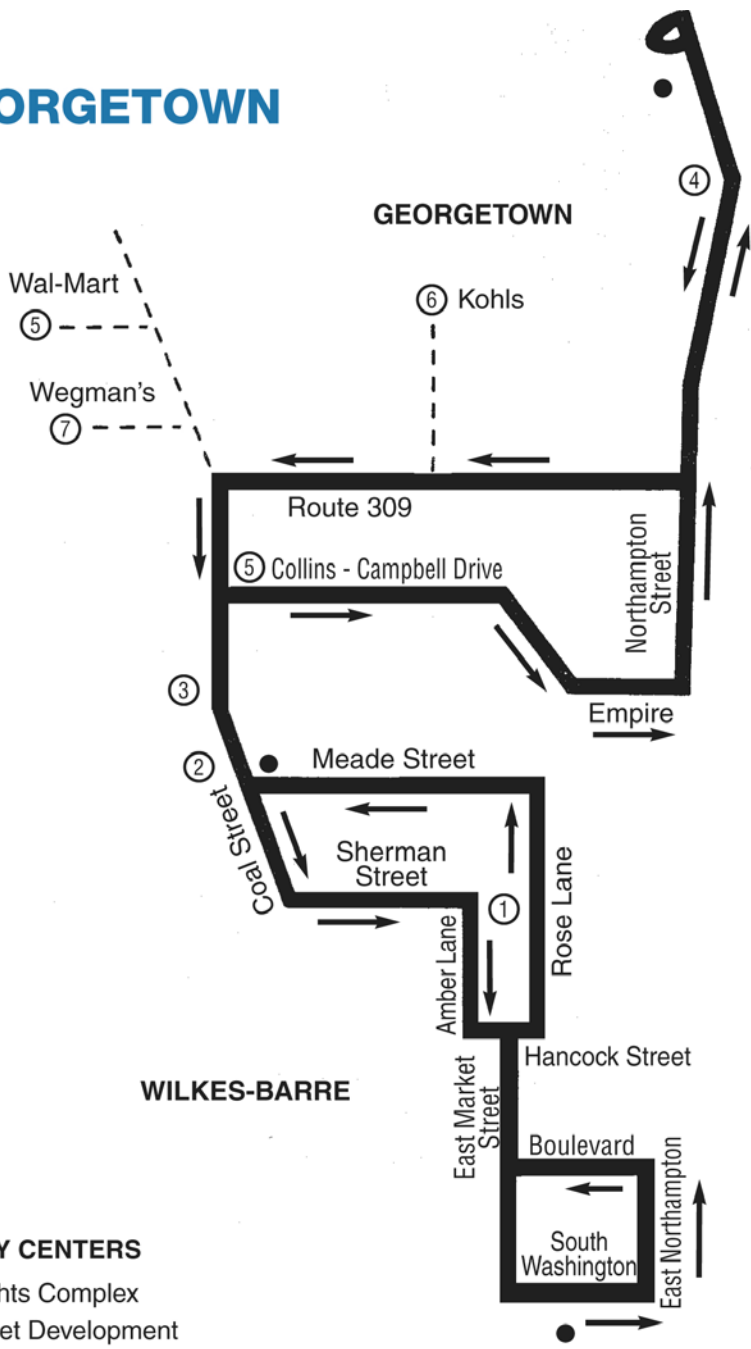 ORGETOWN
④
GEORGETOWN
Wal-Mart
⑤
⑥ Kohls
Wegman's
⑦
Route 309
⑤ Collins - Campbell Drive
Northampton
Street
③
Empire
②
Meade Street
Coal Street
Sherman
Street
①
Rose Lane
Amber Lane
Hancock Street
East Market
Street
WILKES-BARRE
Boulevard
East Northampton
South
Washington
Y CENTERS
hts Complex
et Development